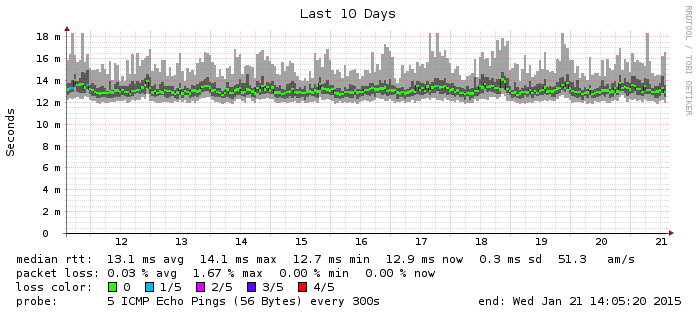 Last 10 Days
RRDTOOL / TOBI OETIKER
Seconds
18 m
16 m
14 m
12 m
10 m
8 m
6 m
4 m
2 m
0
12 13 14 15 16 17 18 19 20 21
median rtt: 13.1 ms avg 14.1 ms max 12.7 ms min 12.9 ms now 0.3 ms sd 51.3 am/s
packet loss: 0.03 % avg 1.67 % max 0.00 % min 0.00 % now
loss color: 0 1/5 2/5 3/5 4/5
probe: 5 ICMP Echo Pings (56 Bytes) every 300s end: Wed Jan 21 14:05:20 2015